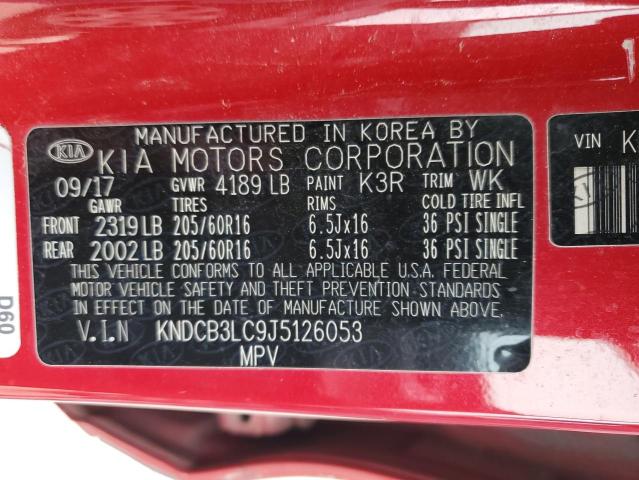 MANUFACTURED IN KOREA BY
KIA KIA MOTORS CORPORATION
09/17 GVWR 4189 LB PAINT K3R TRIM WK
GAWR TIRES RIMS COLD TIRE INFL
FRONT 2319 LB 205/60R16 6.5Jx16 36 PSI SINGLE
REAR 2002 LB 205/60R16 6.5Jx16 36 PSI SINGLE
THIS VEHICLE CONFORMS TO ALL APPLICABLE U.S.A. FEDERAL
MOTOR VEHICLE SAFETY AND THEFT PREVENTION STANDARDS
IN EFFECT ON THE DATE OF MANUFACTURE SHOWN ABOVE.
V.I.N KNDCB3LC9J5126053
MPV
VIN K
D60